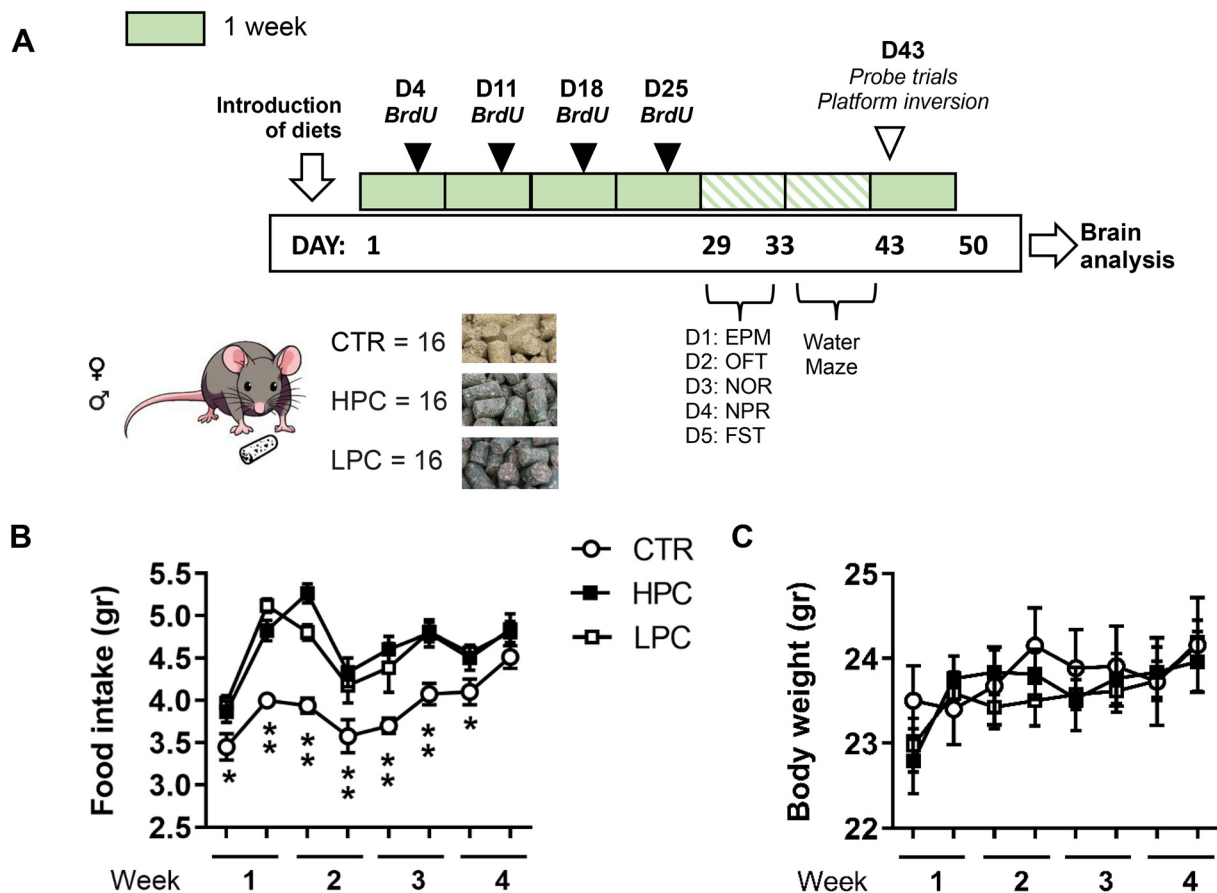 A
1 week
Introduction
of diets
D4
BrdU
D11
BrdU
D18
BrdU
D25
BrdU
D43
Probe trials
Platform inversion
DAY: 1 29 33 43 50
Brain
analysis
♀
♂
CTR = 16
HPC = 16
LPC = 16
D1: EPM
D2: OFT
D3: NOR
D4: NPR
D5: FST
Water
Maze
B
Food intake (gr)
5.5
5.0
4.5
4.0
3.5
3.0
2.5
*
**
**
**
**
**
*
Week 1 2 3 4
CTR
HPC
LPC
C
Body weight (gr)
25
24
23
22
Week 1 2 3 4